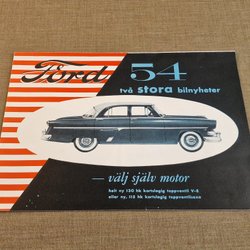 Ford
54
två stora bilnyheter
— välj själv motor
helt ny 130 hk kortslagig toppventil V-8
eller ny, 115 hk kortslagig toppventilsexa